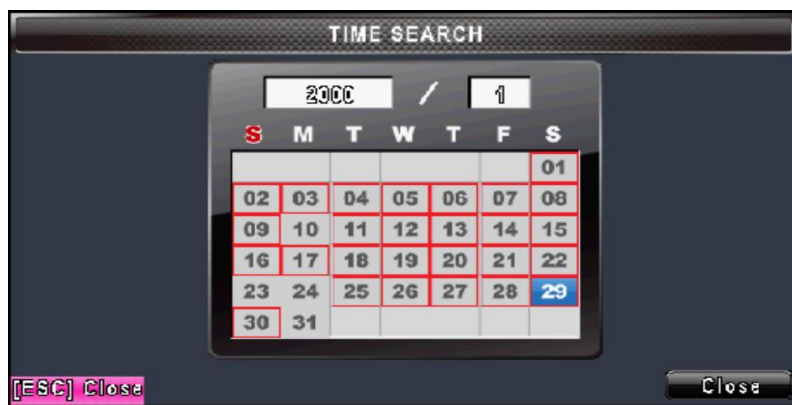 TIME SEARCH
2000 / 1
S M T W T F S
01
02 03 04 05 06 07 08
09 10 11 12 13 14 15
16 17 18 19 20 21 22
23 24 25 26 27 28 29
30 31
[ESC] Close
Close